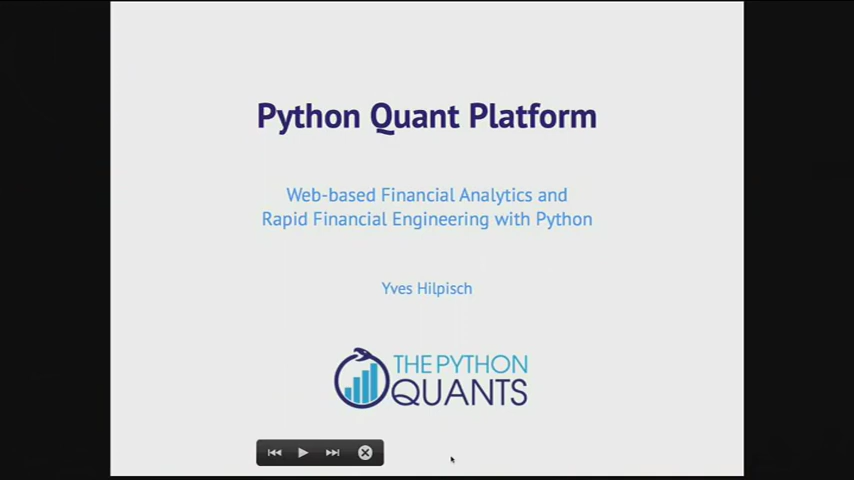 Python Quant Platform
Web-based Financial Analytics and
Rapid Financial Engineering with Python
Yves Hilpisch
THE PYTHON
QUANTS